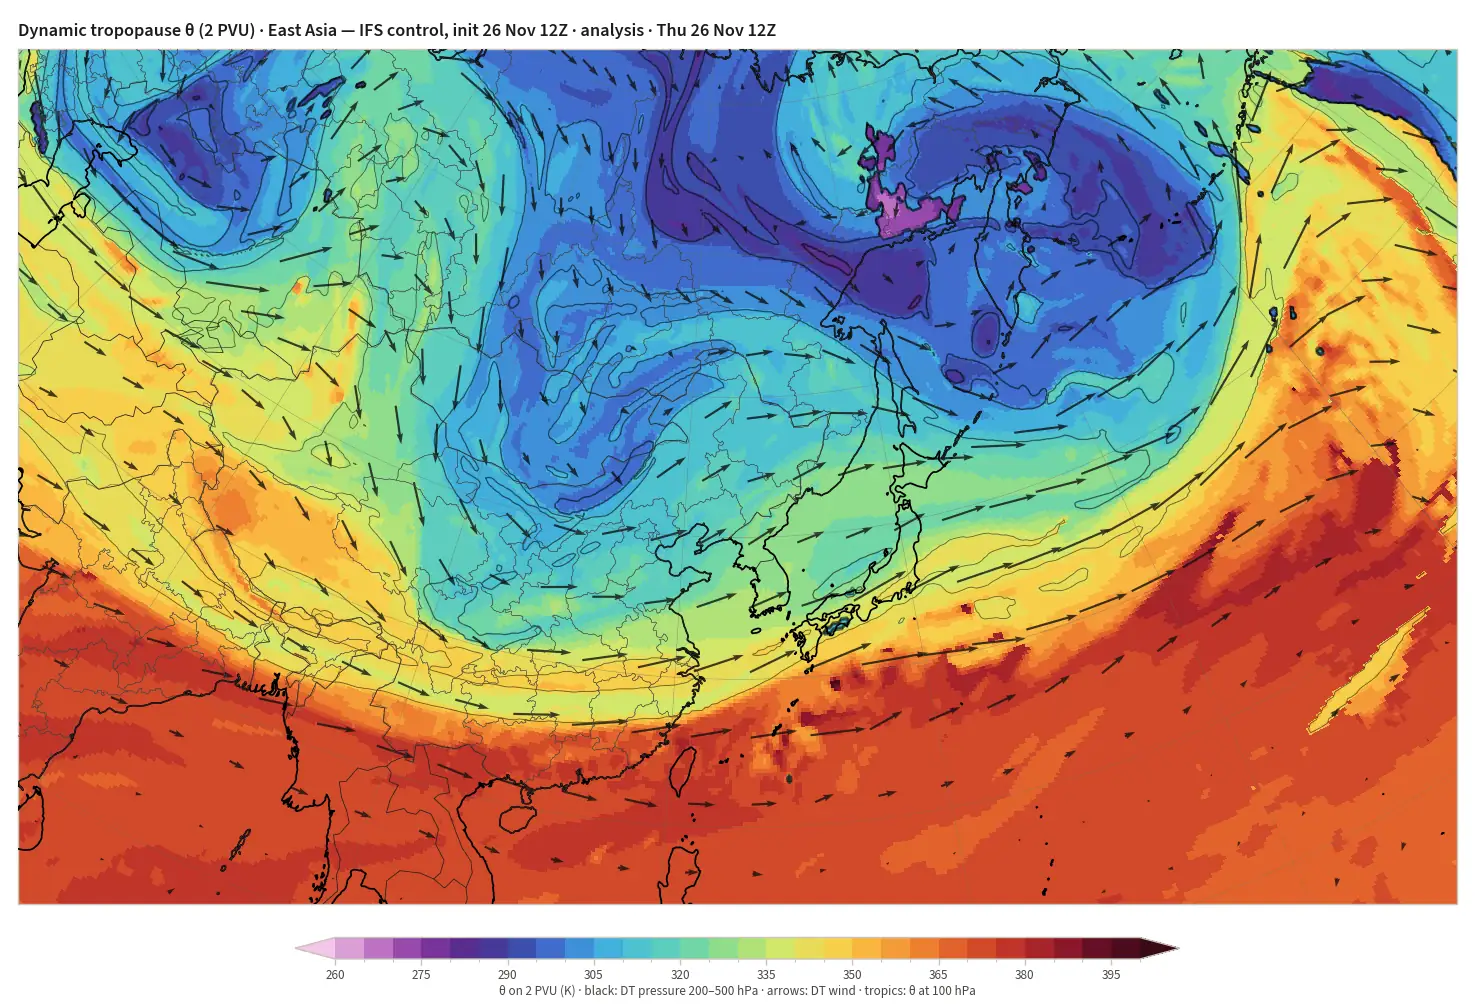 Dynamic tropopause θ (2 PVU) · East Asia — IFS control, init 26 Nov 12Z · analysis · Thu 26 Nov 12Z
260 275 290 305 320 335 350 365 380 395
θ on 2 PVU (K) · black: DT pressure 200–500 hPa · arrows: DT wind · tropics: θ at 100 hPa